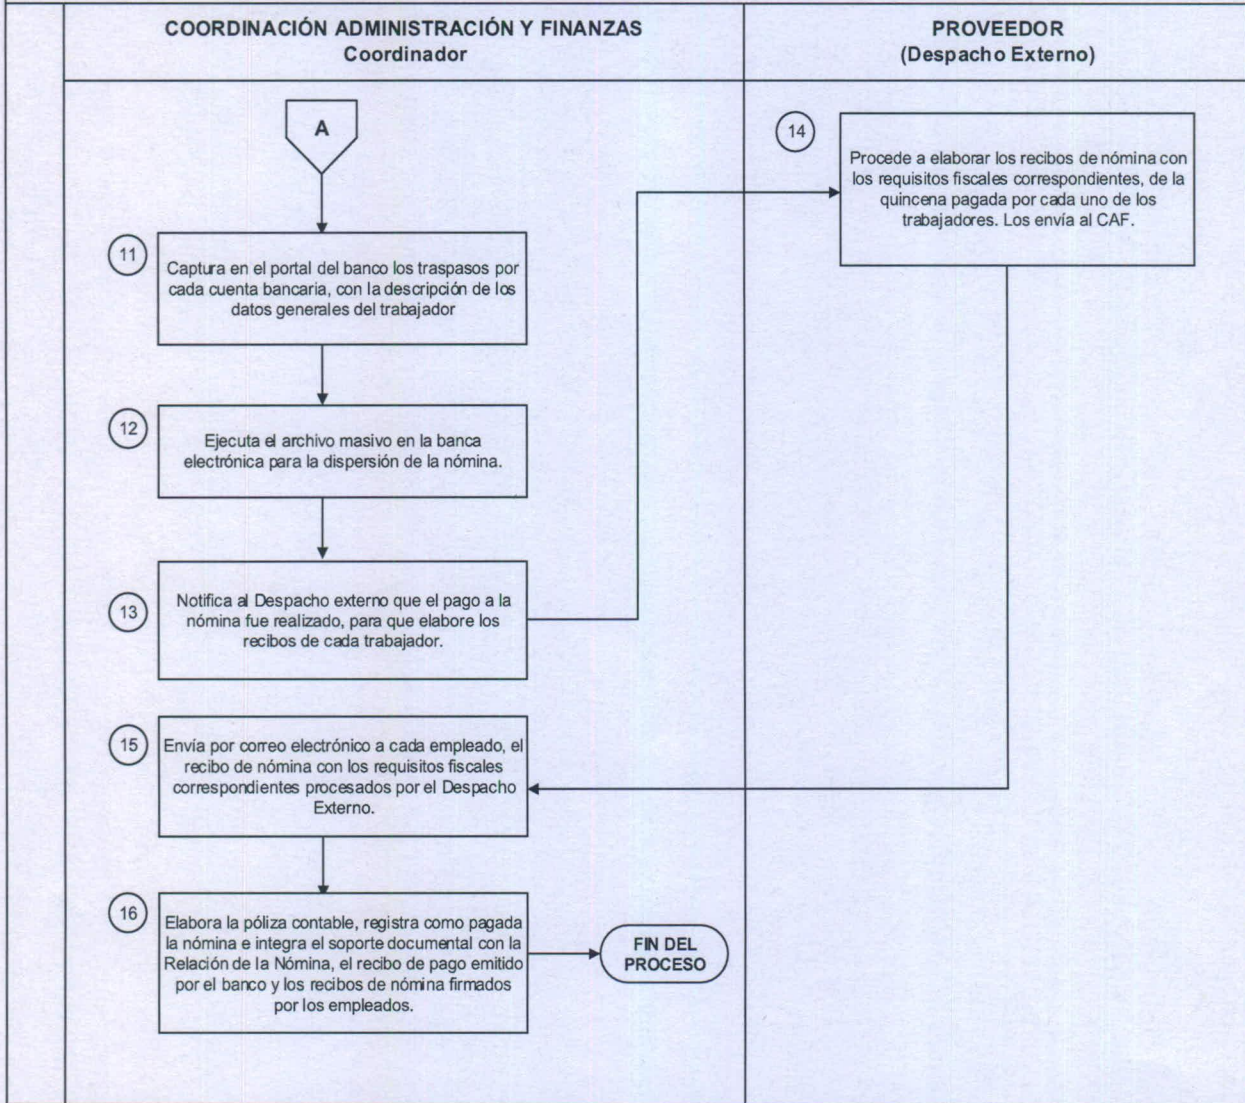 COORDINACIÓN ADMINISTRACIÓN Y FINANZAS
Coordinador
PROVEEDOR
(Despacho Externo)
A
11
Captura en el portal del banco los traspasos por
cada cuenta bancaria, con la descripción de los
datos generales del trabajador
12
Ejecuta el archivo masivo en la banca
electrónica para la dispersión de la nómina.
13
Notifica al Despacho externo que el pago a la
nómina fue realizado, para que elabore los
recibos de cada trabajador.
14
Procede a elaborar los recibos de nómina con
los requisitos fiscales correspondientes, de la
quincena pagada por cada uno de los
trabajadores. Los envía al CAF.
15
Envía por correo electrónico a cada empleado, el
recibo de nómina con los requisitos fiscales
correspondientes procesados por el Despacho
Externo.
16
Elabora la póliza contable, registra como pagada
la nómina e integra el soporte documental con la
Relación de la Nómina, el recibo de pago emitido
por el banco y los recibos de nómina firmados
por los empleados.
FIN DEL
PROCESO